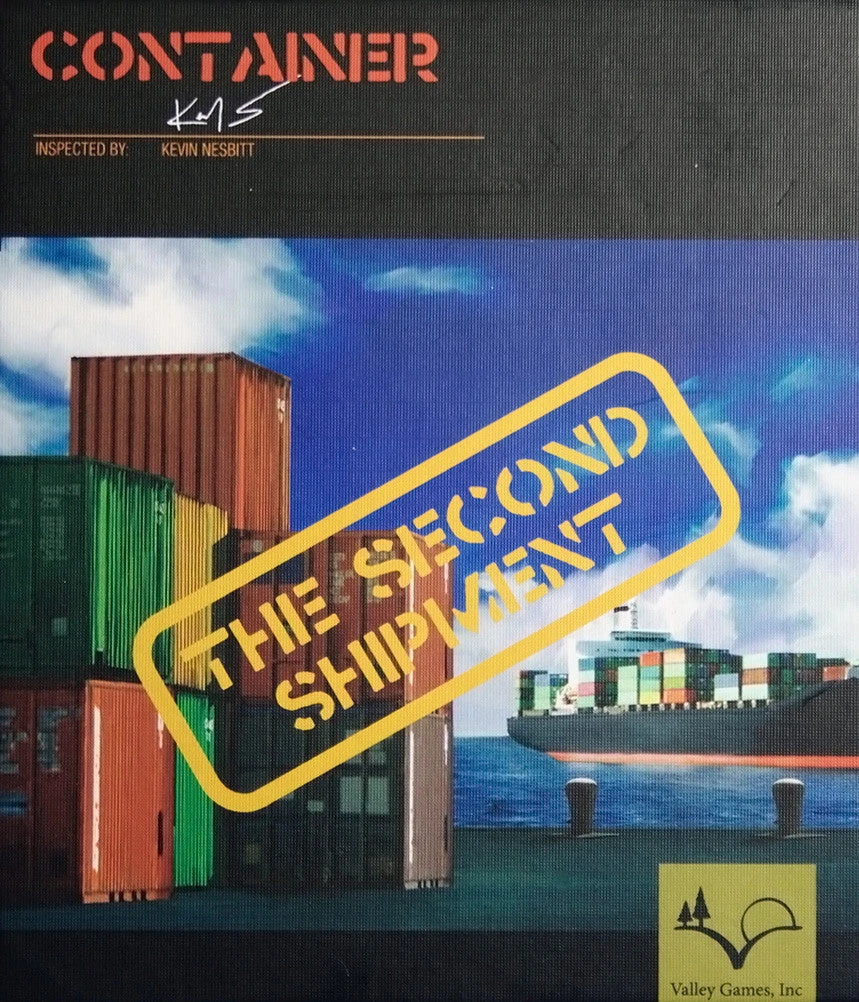 CONTAINER
INSPECTED BY: KEVIN NESBITT
THE SECOND
SHIPMENT
Valley Games, Inc